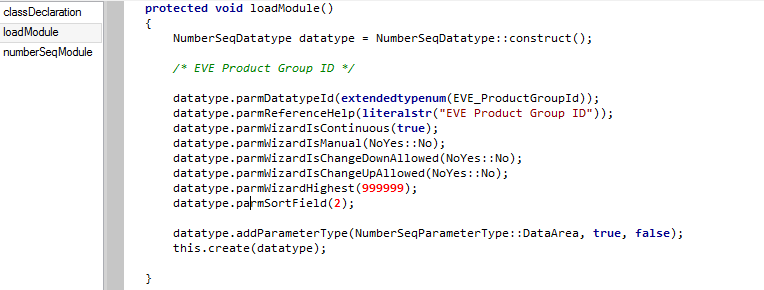 classDeclaration
loadModule
numberSeqModule
protected void loadModule()
{
NumberSeqDatatype datatype = NumberSeqDatatype::construct();
/* EVE Product Group ID */
datatype.parmDatatypeId(extendedtypenum(EVE_ProductGroupId));
datatype.parmReferenceHelp(literalstr("EVE Product Group ID"));
datatype.parmWizardIsContinuous(true);
datatype.parmWizardIsManual(NoYes::No);
datatype.parmWizardIsChangeDownAllowed(NoYes::No);
datatype.parmWizardIsChangeUpAllowed(NoYes::No);
datatype.parmWizardHighest(999999);
datatype.parmSortField(2);
datatype.addParameterType(NumberSeqParameterType::DataArea, true, false);
this.create(datatype);
}